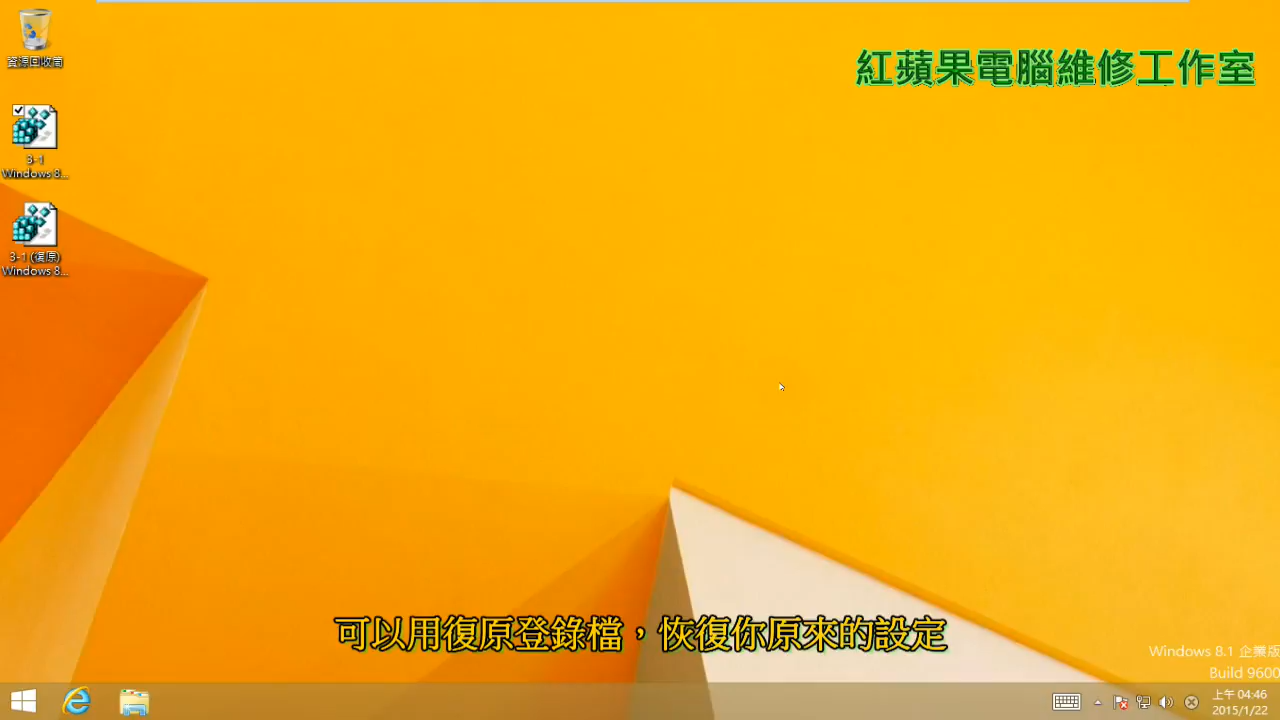 資源回收筒
紅蘋果電腦維修工作室
3-1
Windows 8...
3-1 (復原)
Windows 8...
可以用復原登錄檔，恢復你原來的設定
Windows 8.1 企業版
Build 9600
上午 04:46
2015/1/22